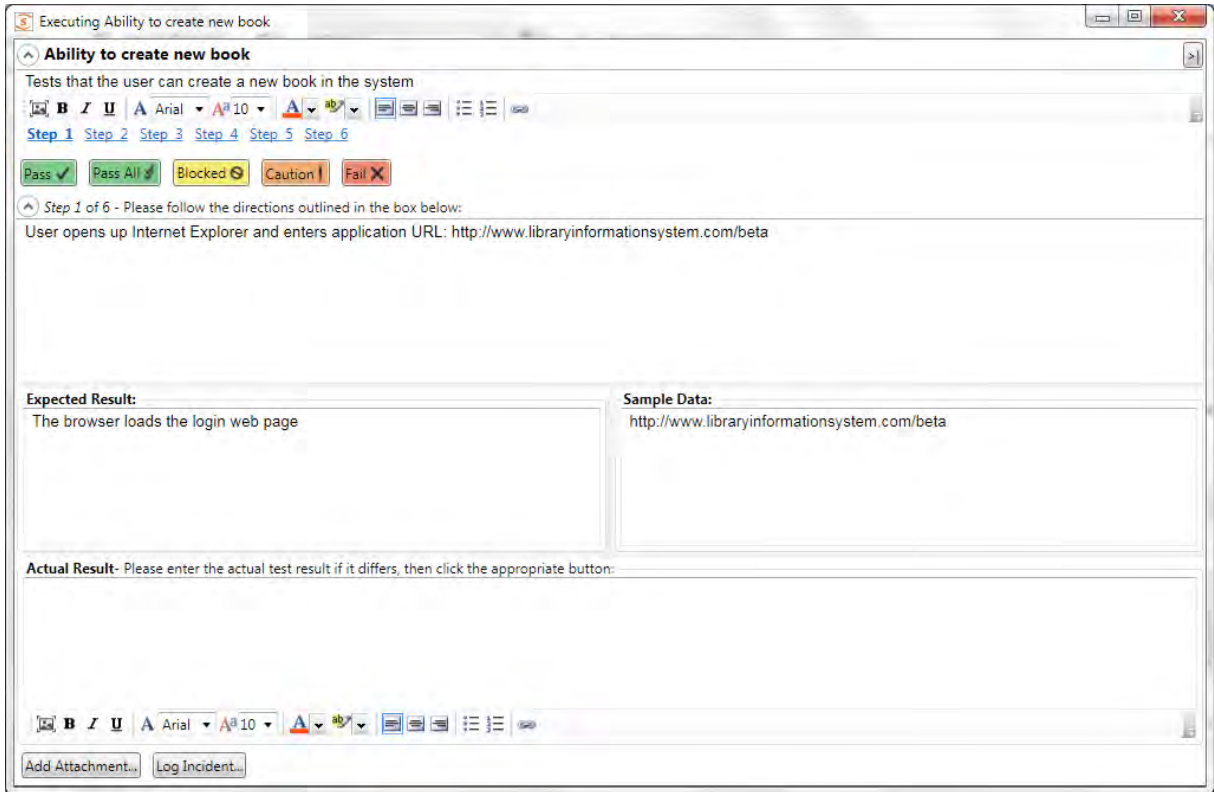 Executing Ability to create new book
Ability to create new book
Tests that the user can create a new book in the system
B I U A Arial Aa 10 A ab
Step 1 Step 2 Step 3 Step 4 Step 5 Step 6
Pass Pass All Blocked Caution Fail
Step 1 of 6 - Please follow the directions outlined in the box below:
User opens up Internet Explorer and enters application URL: http://www.libraryinformationsystem.com/beta
Expected Result:
The browser loads the login web page
Sample Data:
http://www.libraryinformationsystem.com/beta
Actual Result- Please enter the actual test result if it differs, then click the appropriate button:
B I U A Arial Aa 10 A ab
Add Attachment... Log Incident...